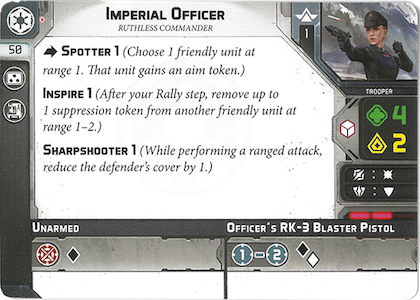 IMPERIAL OFFICER
RUTHLESS COMMANDER
50
1
SPOTTER 1 (Choose 1 friendly unit at
range 1. That unit gains an aim token.)
INSPIRE 1 (After your Rally step, remove up to
1 suppression token from another friendly unit at
range 1–2.)
SHARPSHOOTER 1 (While performing a ranged attack,
reduce the defender's cover by 1.)
TROOPER
4
2
: 
:
UNARMED
OFFICER'S RK-3 BLASTER PISTOL
1 – 2